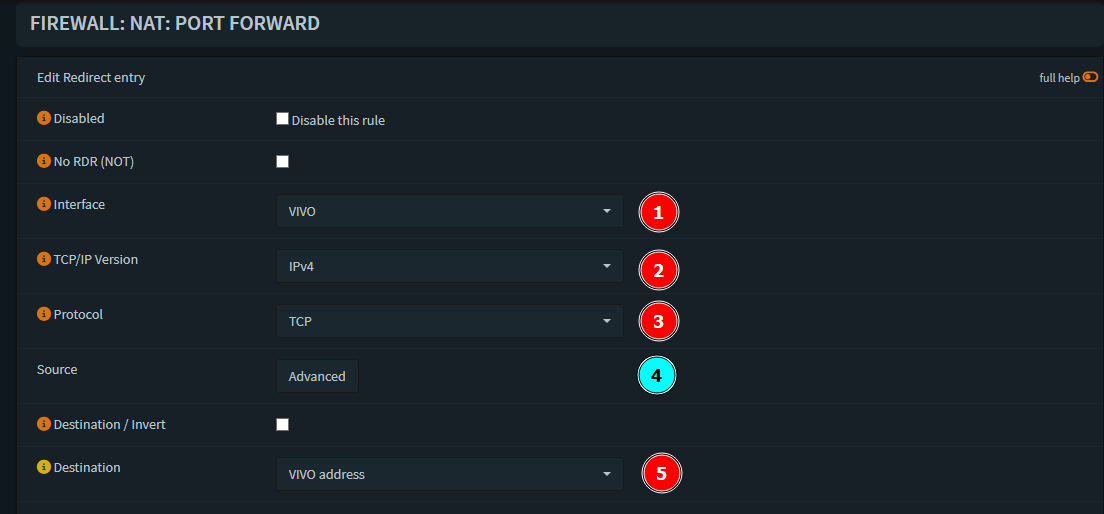 FIREWALL: NAT: PORT FORWARD
Edit Redirect entry full help
Disabled Disable this rule
No RDR (NOT)
Interface VIVO 1
TCP/IP Version IPv4 2
Protocol TCP 3
Source Advanced 4
Destination / Invert
Destination VIVO address 5